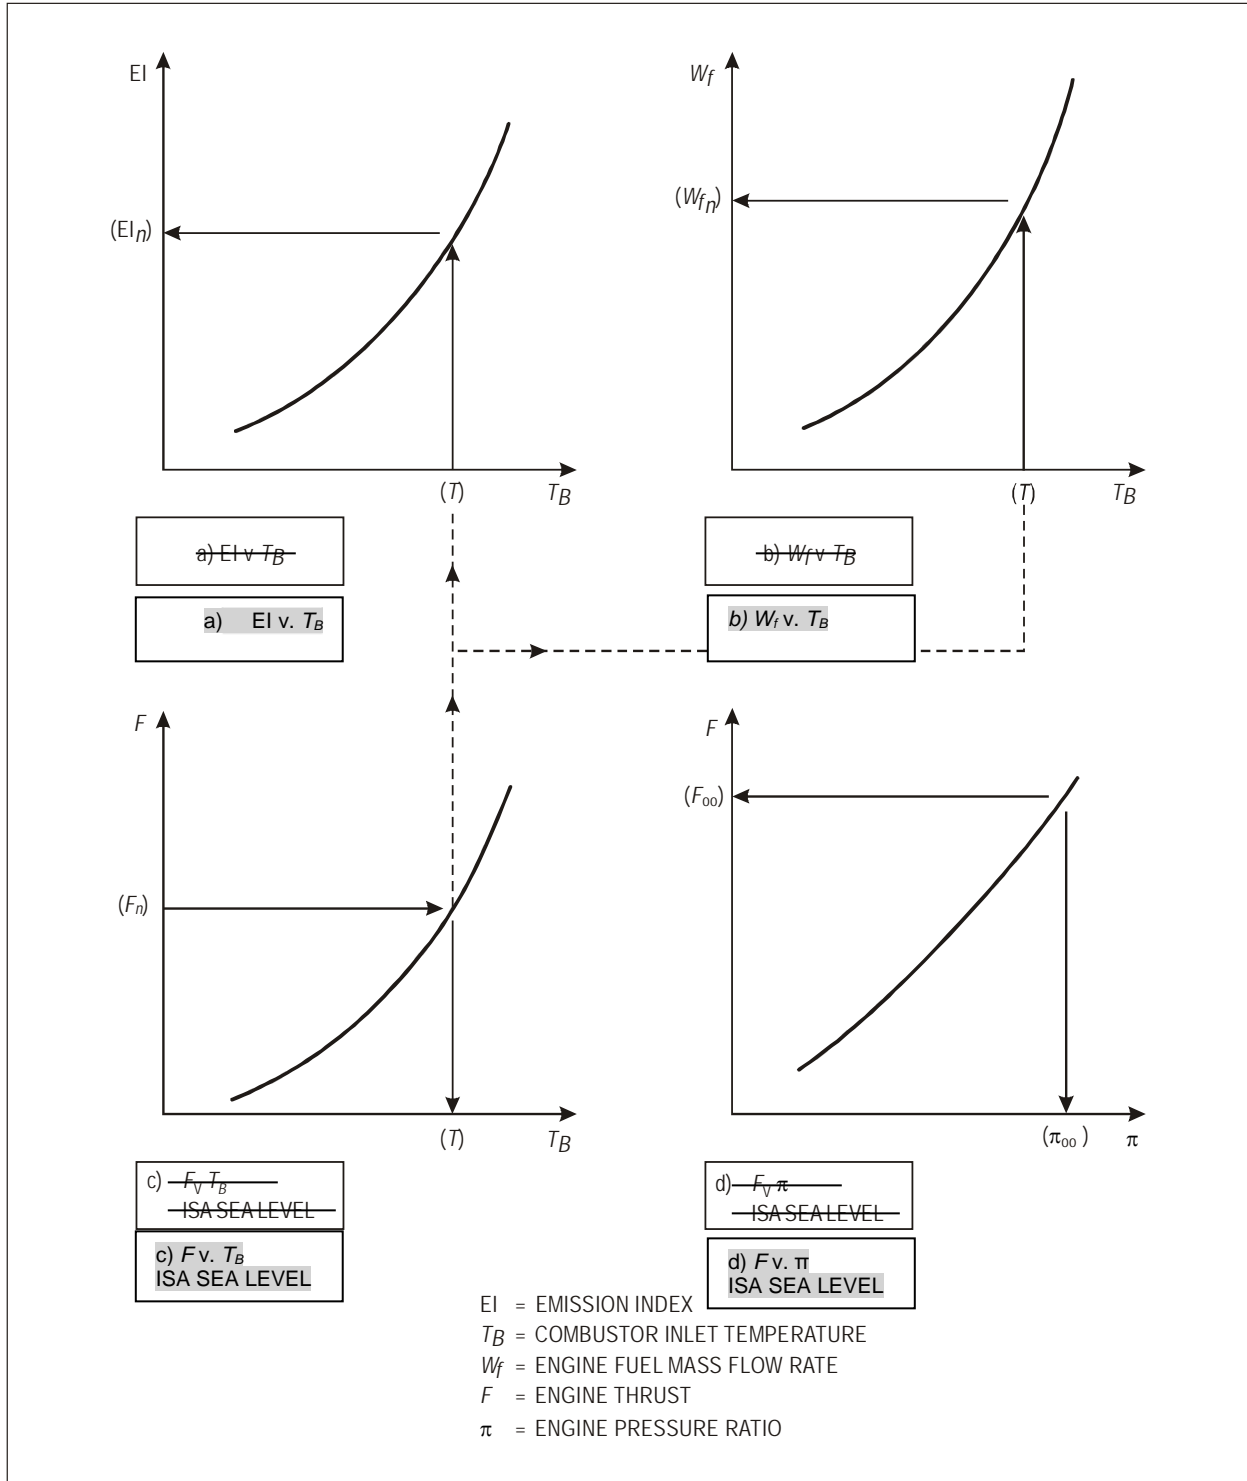 EI
(EIn)
(T)
TB
a) EI v TB
a) EI v. TB
Wf
(Wfn)
(T)
TB
b) Wf v TB
b) Wf v. TB
F
(Fn)
(T)
TB
c) F v TB
ISA SEA LEVEL
c) F v. TB
ISA SEA LEVEL
F
(Foo)
(πoo)
π
d) F v π
ISA SEA LEVEL
d) F v. π
ISA SEA LEVEL
EI = EMISSION INDEX
TB = COMBUSTOR INLET TEMPERATURE
Wf = ENGINE FUEL MASS FLOW RATE
F = ENGINE THRUST
π = ENGINE PRESSURE RATIO